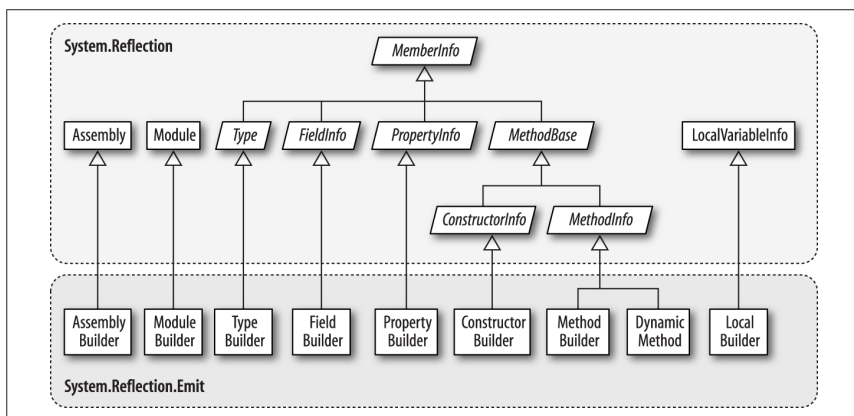 System.Reflection
MemberInfo
Assembly
Module
Type
FieldInfo
PropertyInfo
MethodBase
LocalVariableInfo
ConstructorInfo
MethodInfo
Assembly
Builder
Module
Builder
Type
Builder
Field
Builder
Property
Builder
Constructor
Builder
Method
Builder
Dynamic
Method
Local
Builder
System.Reflection.Emit